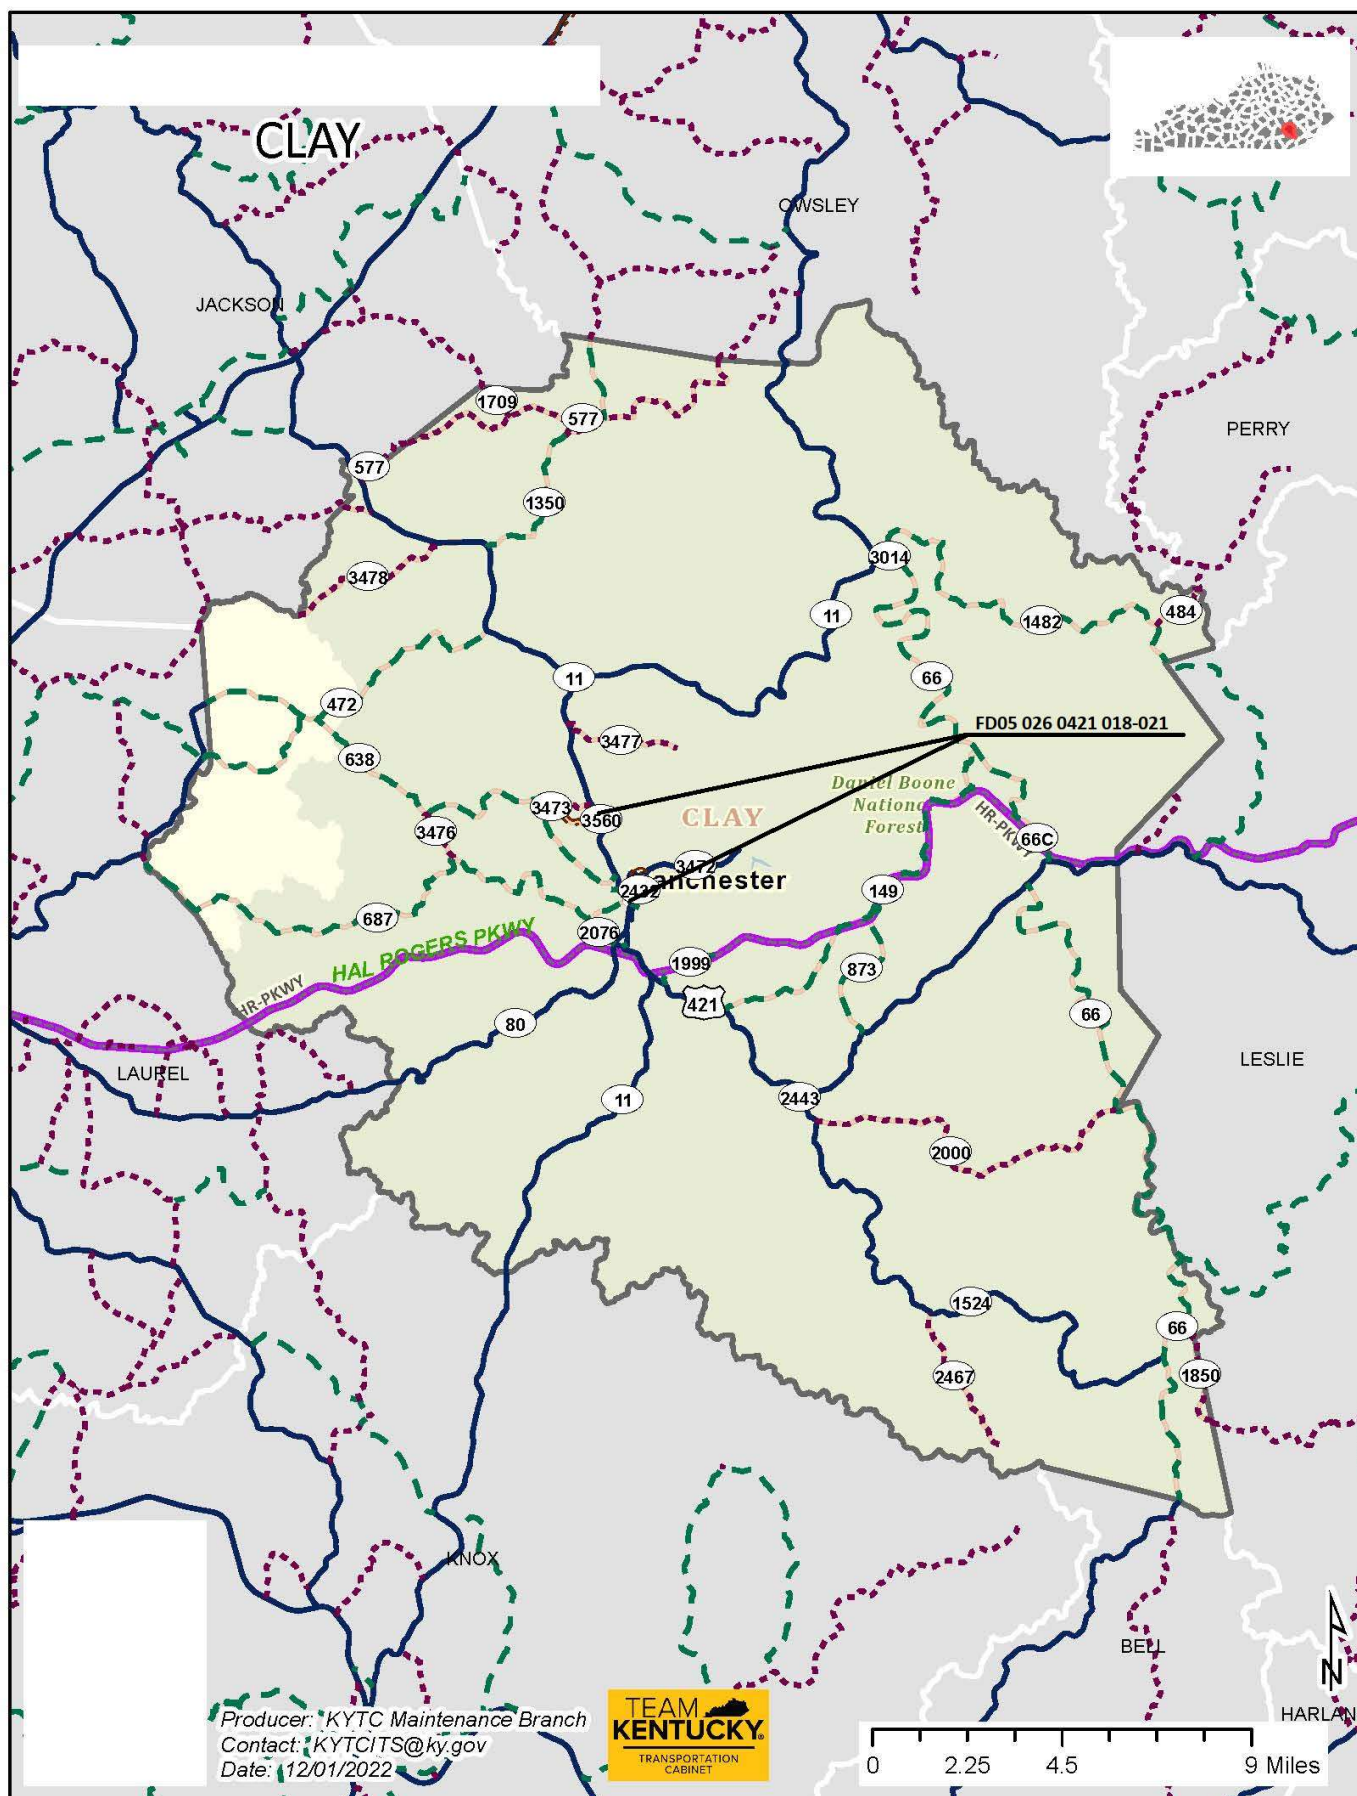 CLAY
OWSLEY
JACKSON
1709
577
PERRY
577
1350
3014
3478
484
11
1482
11
66
472
FD05 026 0421 018-021
3477
638
Daniel Boone
National
Forest
3473
3560
CLAY
HR-PKWY
3476
66C
3472
2432
Manchester
149
687
2076
HAL ROGERS PKWY
1999
873
HR-PKWY
421
66
80
LESLIE
LAUREL
11
2443
2000
1524
66
2467
1850
KNOX
BELL
N
HARLAN
Producer: KYTC Maintenance Branch
Contact: KYTCITS@ky.gov
Date: 12/01/2022
TEAM
KENTUCKY®
TRANSPORTATION
CABINET
0 2.25 4.5 9 Miles